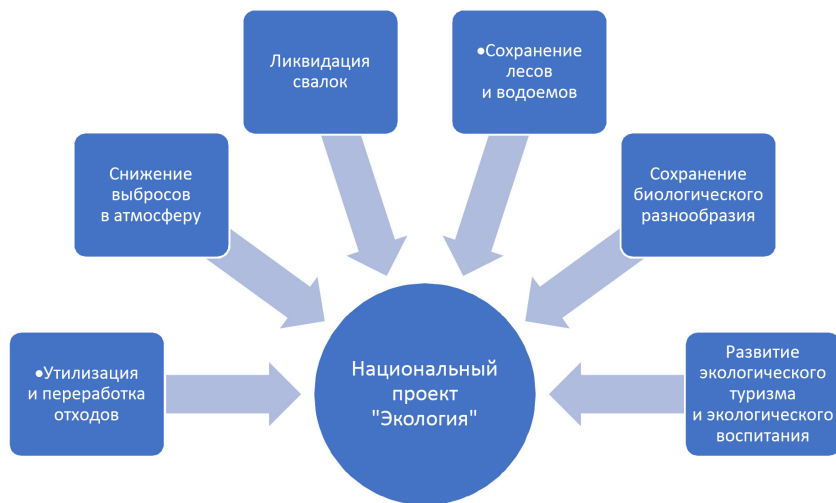 Ликвидация
свалок
•Сохранение
лесов
и водоемов
Снижение
выбросов
в атмосферу
Сохранение
биологического
разнообразия
•Утилизация
и переработка
отходов
Национальный
проект
"Экология"
Развитие
экологического
туризма
и экологического
воспитания